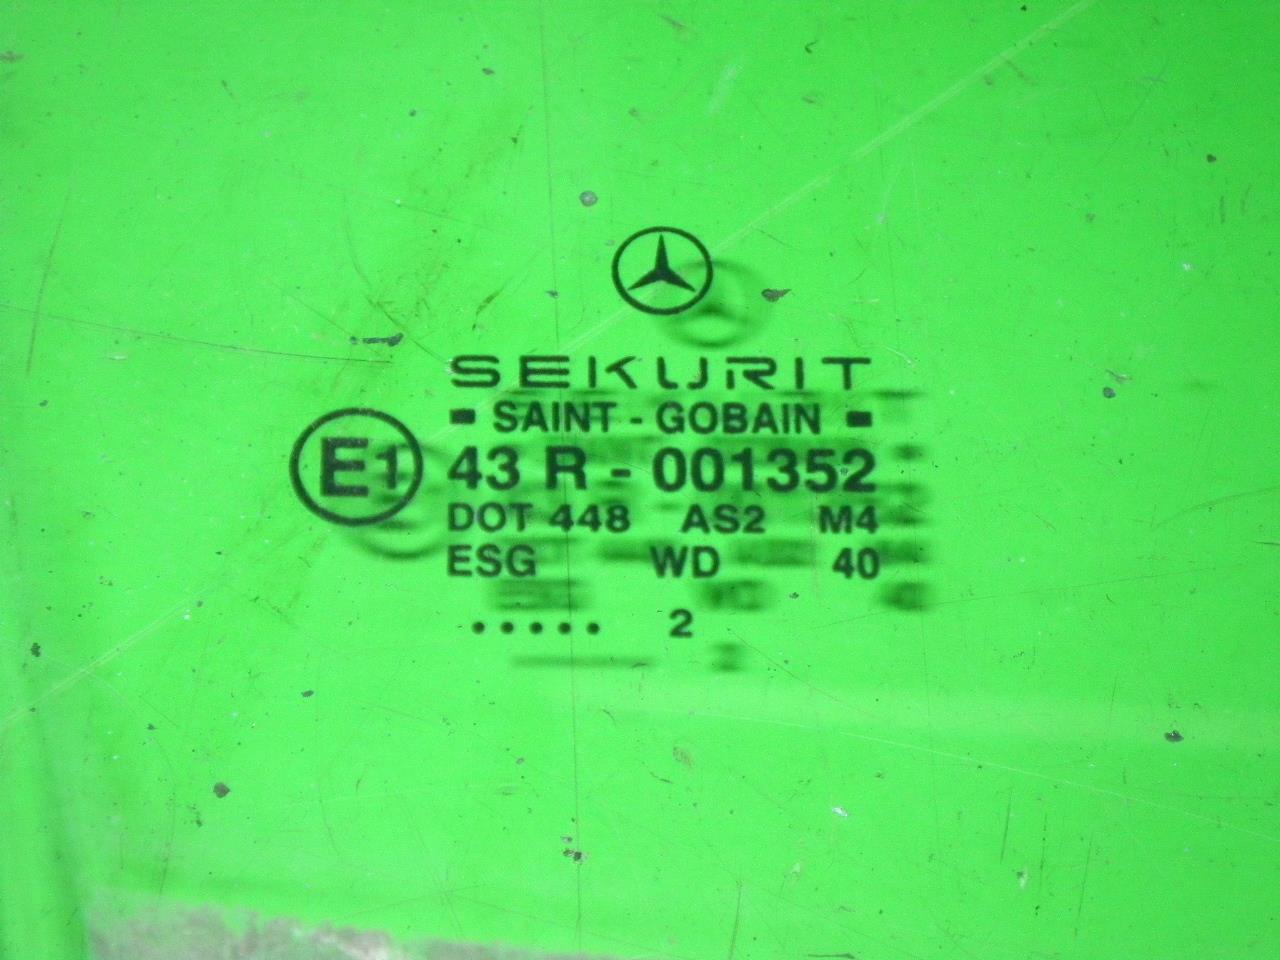 SEKURIT
SAINT - GOBAIN
E1 43 R - 001352
DOT 448 AS2 M4
ESG WD 40
..... 2